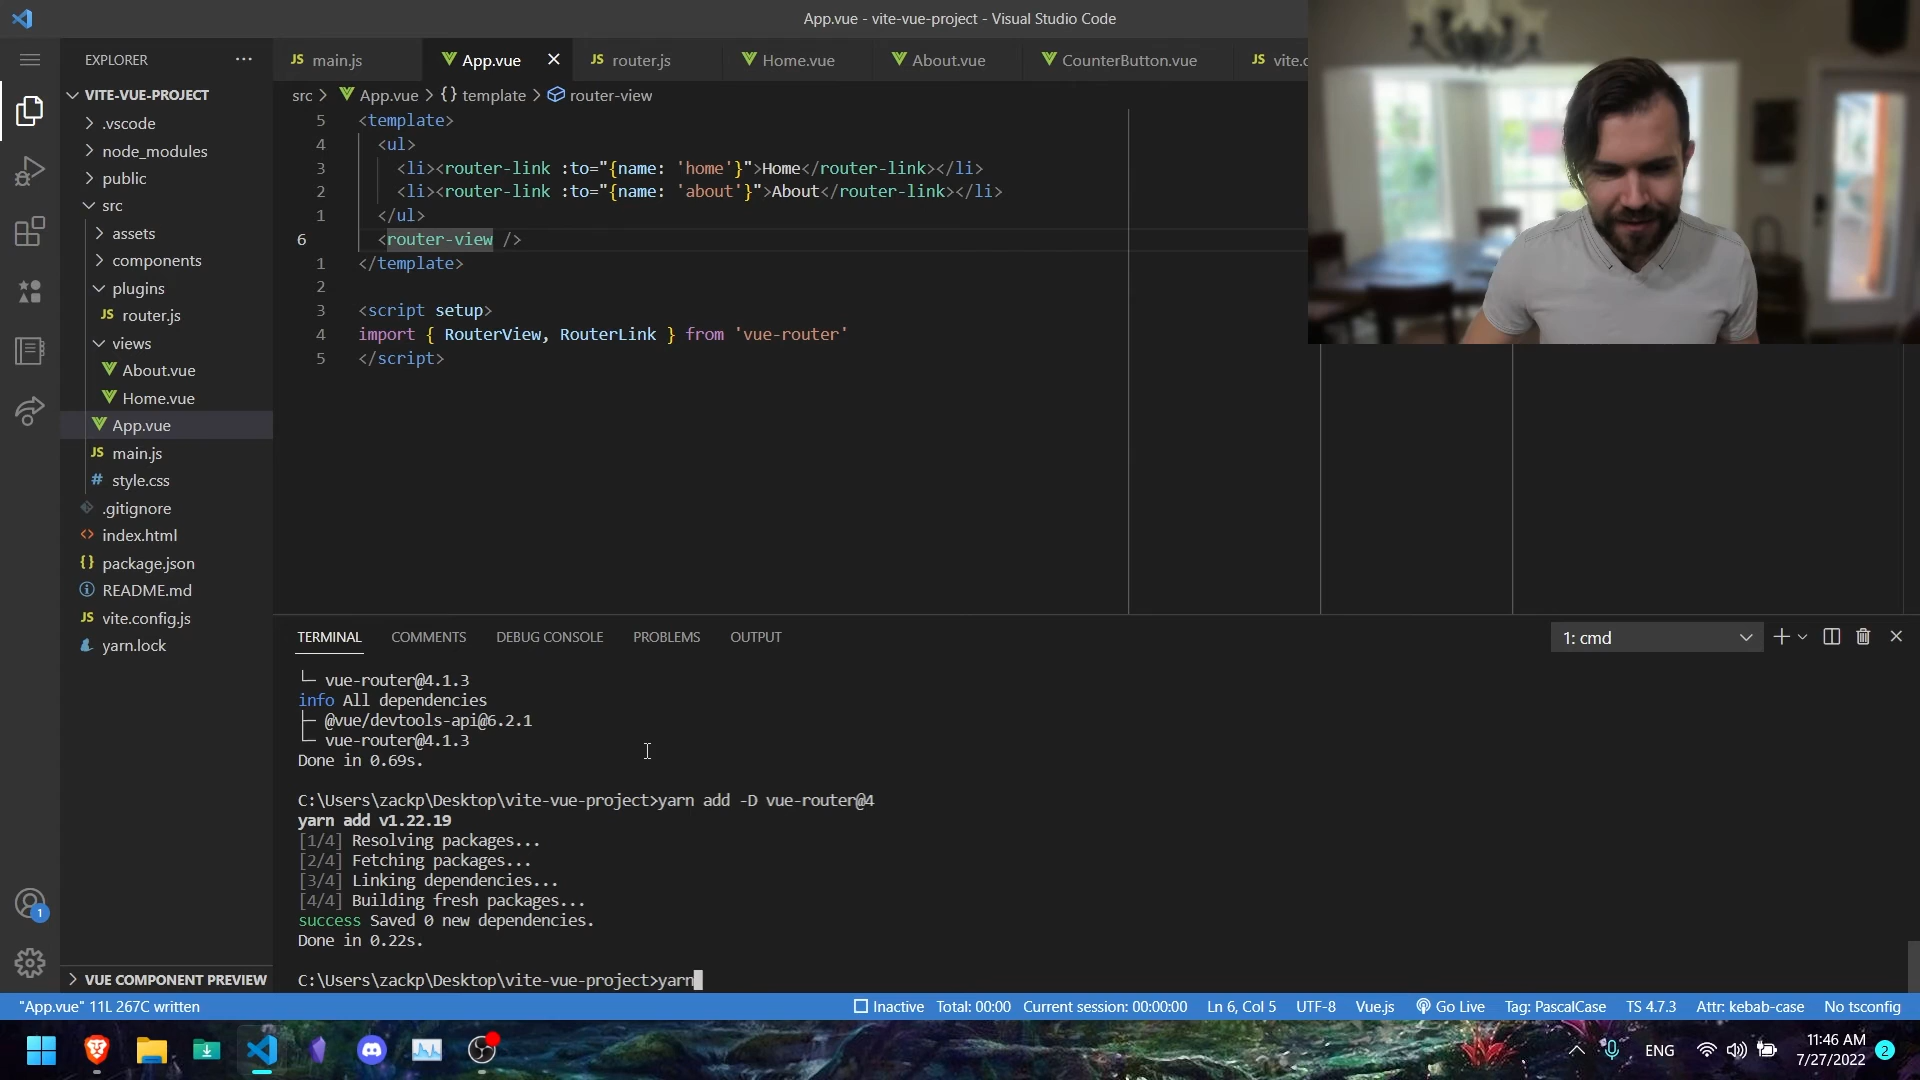 App.vue - vite-vue-project - Visual Studio Code
EXPLORER ...
JS main.js
App.vue
JS router.js
Home.vue
About.vue
CounterButton.vue
JS vite.c
src > App.vue > {} template > router-view
VITE-VUE-PROJECT
.vscode
node_modules
public
src
assets
components
plugins
JS router.js
views
About.vue
Home.vue
App.vue
JS main.js
# style.css
.gitignore
<> index.html
{} package.json
README.md
JS vite.config.js
yarn.lock
VUE COMPONENT PREVIEW
5 <template>
4 <ul>
3 <li><router-link :to="{name: 'home'}">Home</router-link></li>
2 <li><router-link :to="{name: 'about'}">About</router-link></li>
1 </ul>
6 <router-view />
1 </template>
2
3 <script setup>
4 import { RouterView, RouterLink } from 'vue-router'
5 </script>
TERMINAL COMMENTS DEBUG CONSOLE PROBLEMS OUTPUT
1: cmd
└─ vue-router@4.1.3
info All dependencies
├─ @vue/devtools-api@6.2.1
└─ vue-router@4.1.3
Done in 0.69s.
C:\Users\zackp\Desktop\vite-vue-project>yarn add -D vue-router@4
yarn add v1.22.19
[1/4] Resolving packages...
[2/4] Fetching packages...
[3/4] Linking dependencies...
[4/4] Building fresh packages...
success Saved 0 new dependencies.
Done in 0.22s.
C:\Users\zackp\Desktop\vite-vue-project>yarn
1
"App.vue" 11L 267C written
Inactive Total: 00:00 Current session: 00:00:00 Ln 6, Col 5 UTF-8 Vue.js Go Live Tag: PascalCase TS 4.7.3 Attr: kebab-case No tsconfig
ENG
11:46 AM
7/27/2022
2